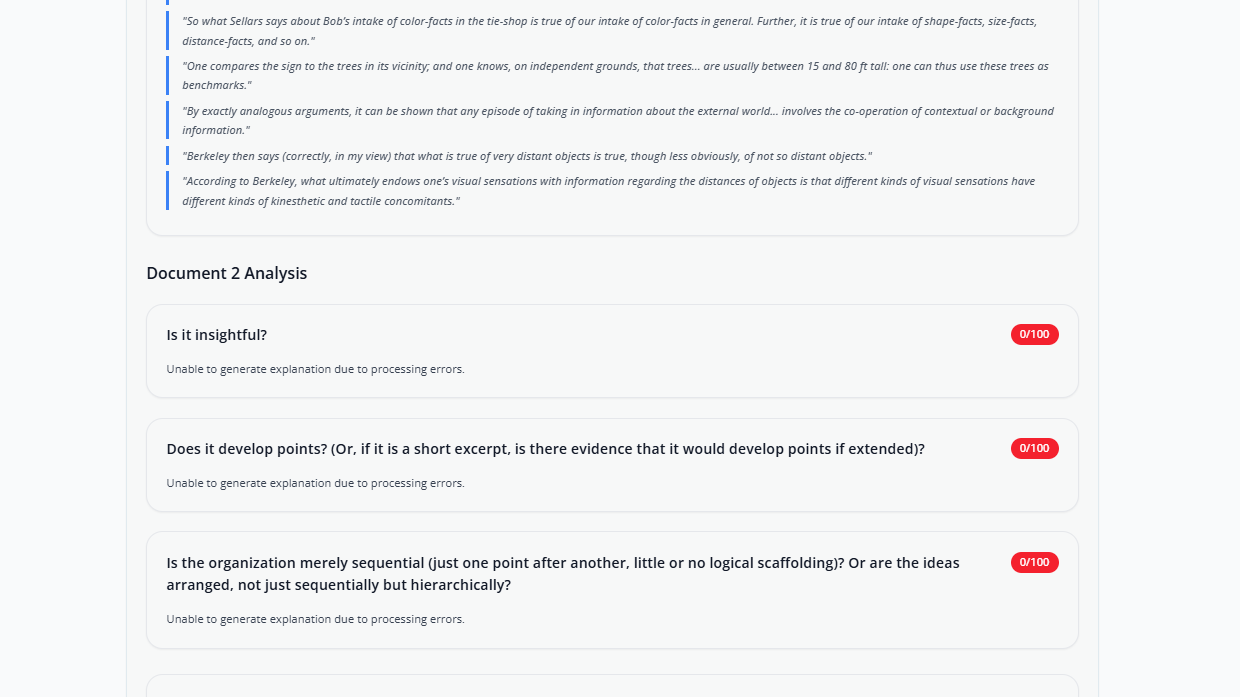 "So what Sellars says about Bob's intake of color-facts in the tie-shop is true of our intake of color-facts in general. Further, it is true of our intake of shape-facts, size-facts,
distance-facts, and so on."
"One compares the sign to the trees in its vicinity; and one knows, on independent grounds, that trees... are usually between 15 and 80 ft tall: one can thus use these trees as
benchmarks."
"By exactly analogous arguments, it can be shown that any episode of taking in information about the external world... involves the co-operation of contextual or background
information."
"Berkeley then says (correctly, in my view) that what is true of very distant objects is true, though less obviously, of not so distant objects."
"According to Berkeley, what ultimately endows one's visual sensations with information regarding the distances of objects is that different kinds of visual sensations have
different kinds of kinesthetic and tactile concomitants."
Document 2 Analysis
Is it insightful?
0/100
Unable to generate explanation due to processing errors.
Does it develop points? (Or, if it is a short excerpt, is there evidence that it would develop points if extended)?
0/100
Unable to generate explanation due to processing errors.
Is the organization merely sequential (just one point after another, little or no logical scaffolding)? Or are the ideas
0/100
arranged, not just sequentially but hierarchically?
Unable to generate explanation due to processing errors.